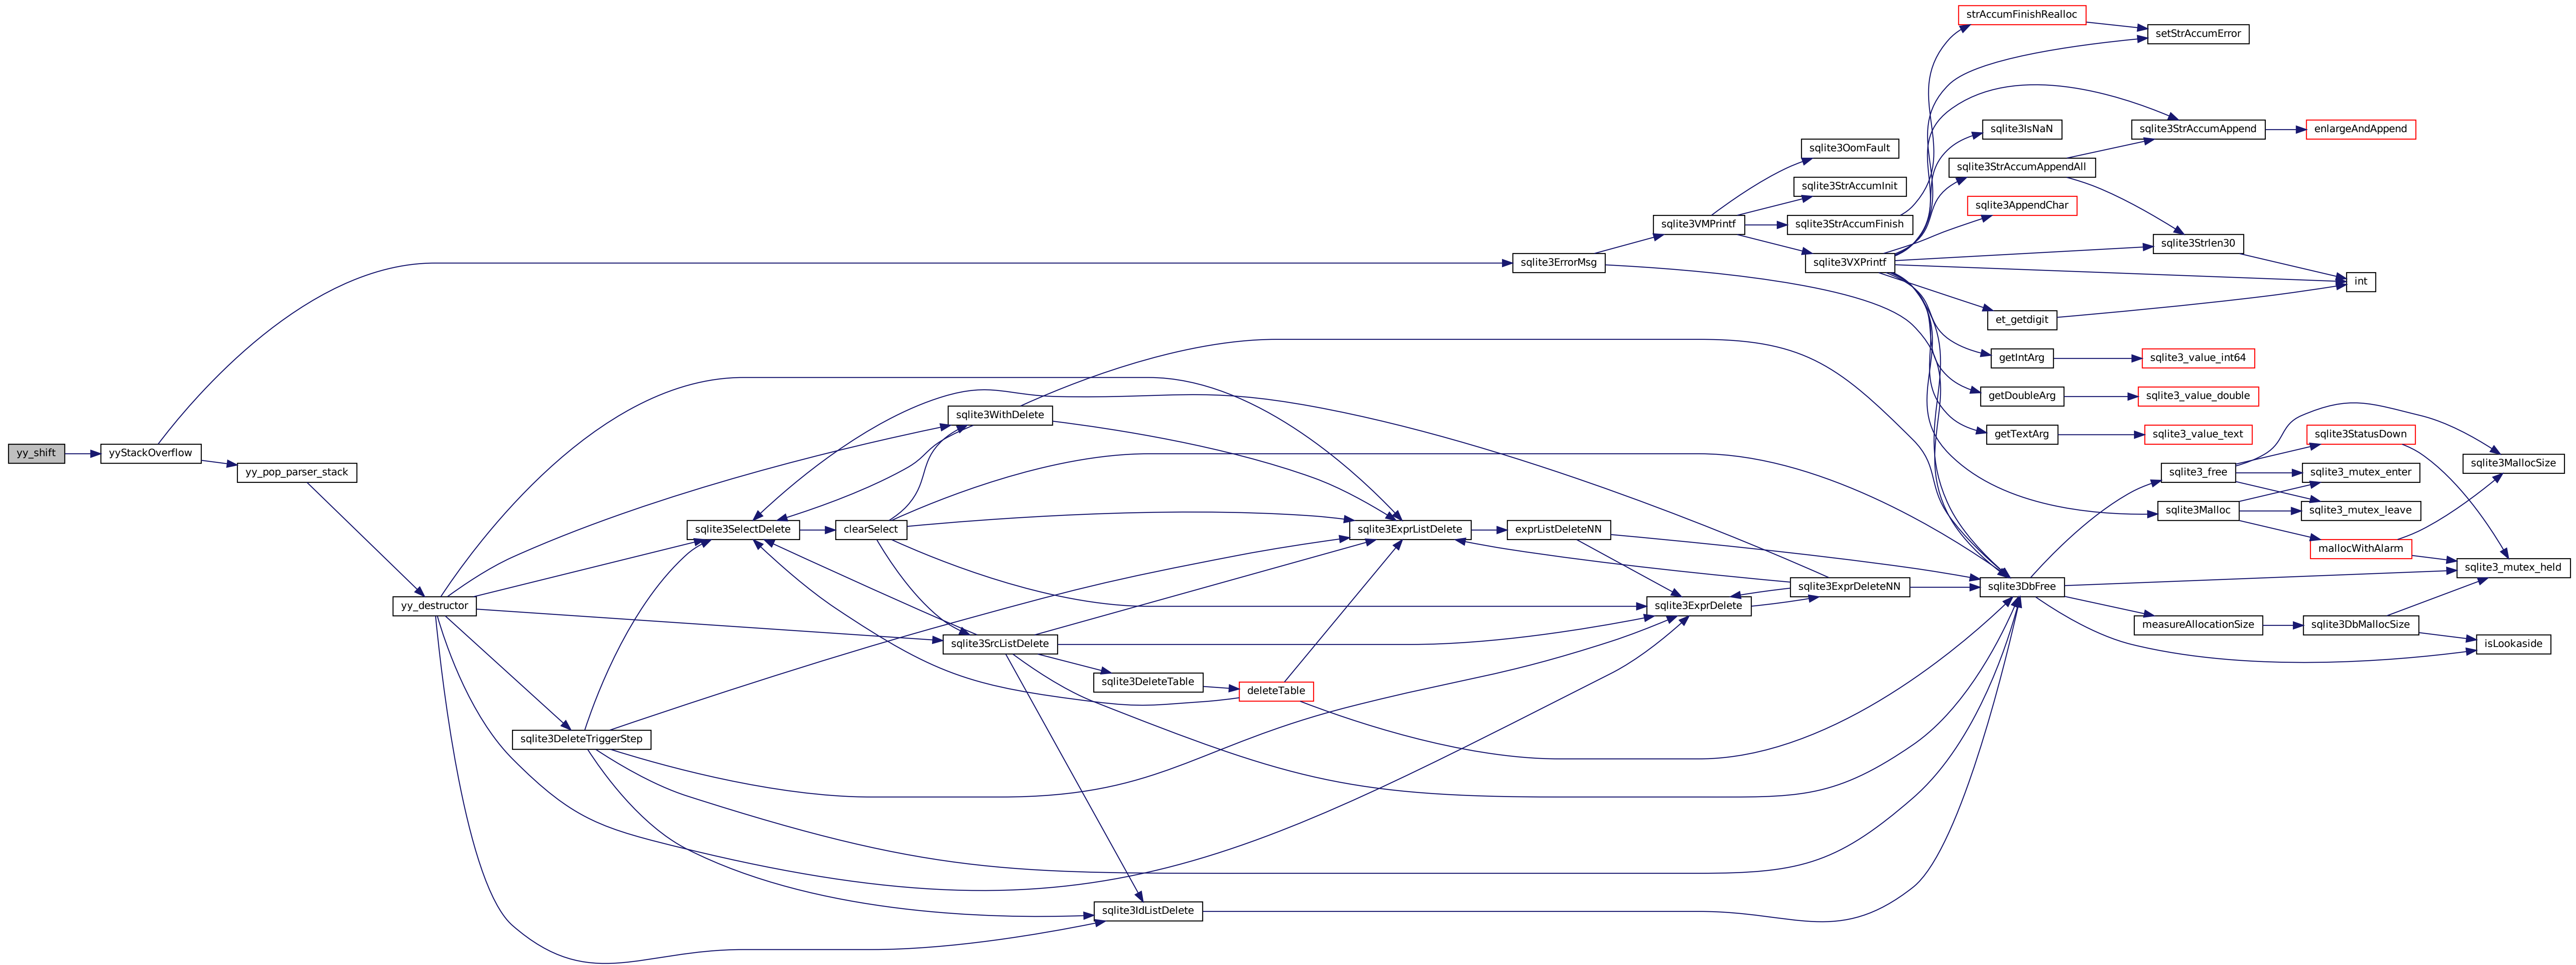 yy_shift
yyStackOverflow
yy_pop_parser_stack
yy_destructor
sqlite3DeleteTriggerStep
sqlite3SelectDelete
clearSelect
sqlite3WithDelete
sqlite3SrcListDelete
sqlite3DeleteTable
sqlite3IdListDelete
deleteTable
sqlite3ExprListDelete
exprListDeleteNN
sqlite3ErrorMsg
sqlite3ExprDelete
sqlite3VMPrintf
sqlite3OomFault
sqlite3StrAccumInit
sqlite3StrAccumFinish
sqlite3VXPrintf
sqlite3ExprDeleteNN
strAccumFinishRealloc
sqlite3IsNaN
sqlite3StrAccumAppendAll
sqlite3AppendChar
et_getdigit
getIntArg
getDoubleArg
getTextArg
sqlite3DbFree
setStrAccumError
sqlite3StrAccumAppend
sqlite3Strlen30
sqlite3_value_int64
sqlite3_value_double
sqlite3_value_text
sqlite3_free
sqlite3Malloc
measureAllocationSize
enlargeAndAppend
int
sqlite3StatusDown
sqlite3_mutex_enter
sqlite3_mutex_leave
mallocWithAlarm
sqlite3DbMallocSize
sqlite3MallocSize
sqlite3_mutex_held
isLookaside